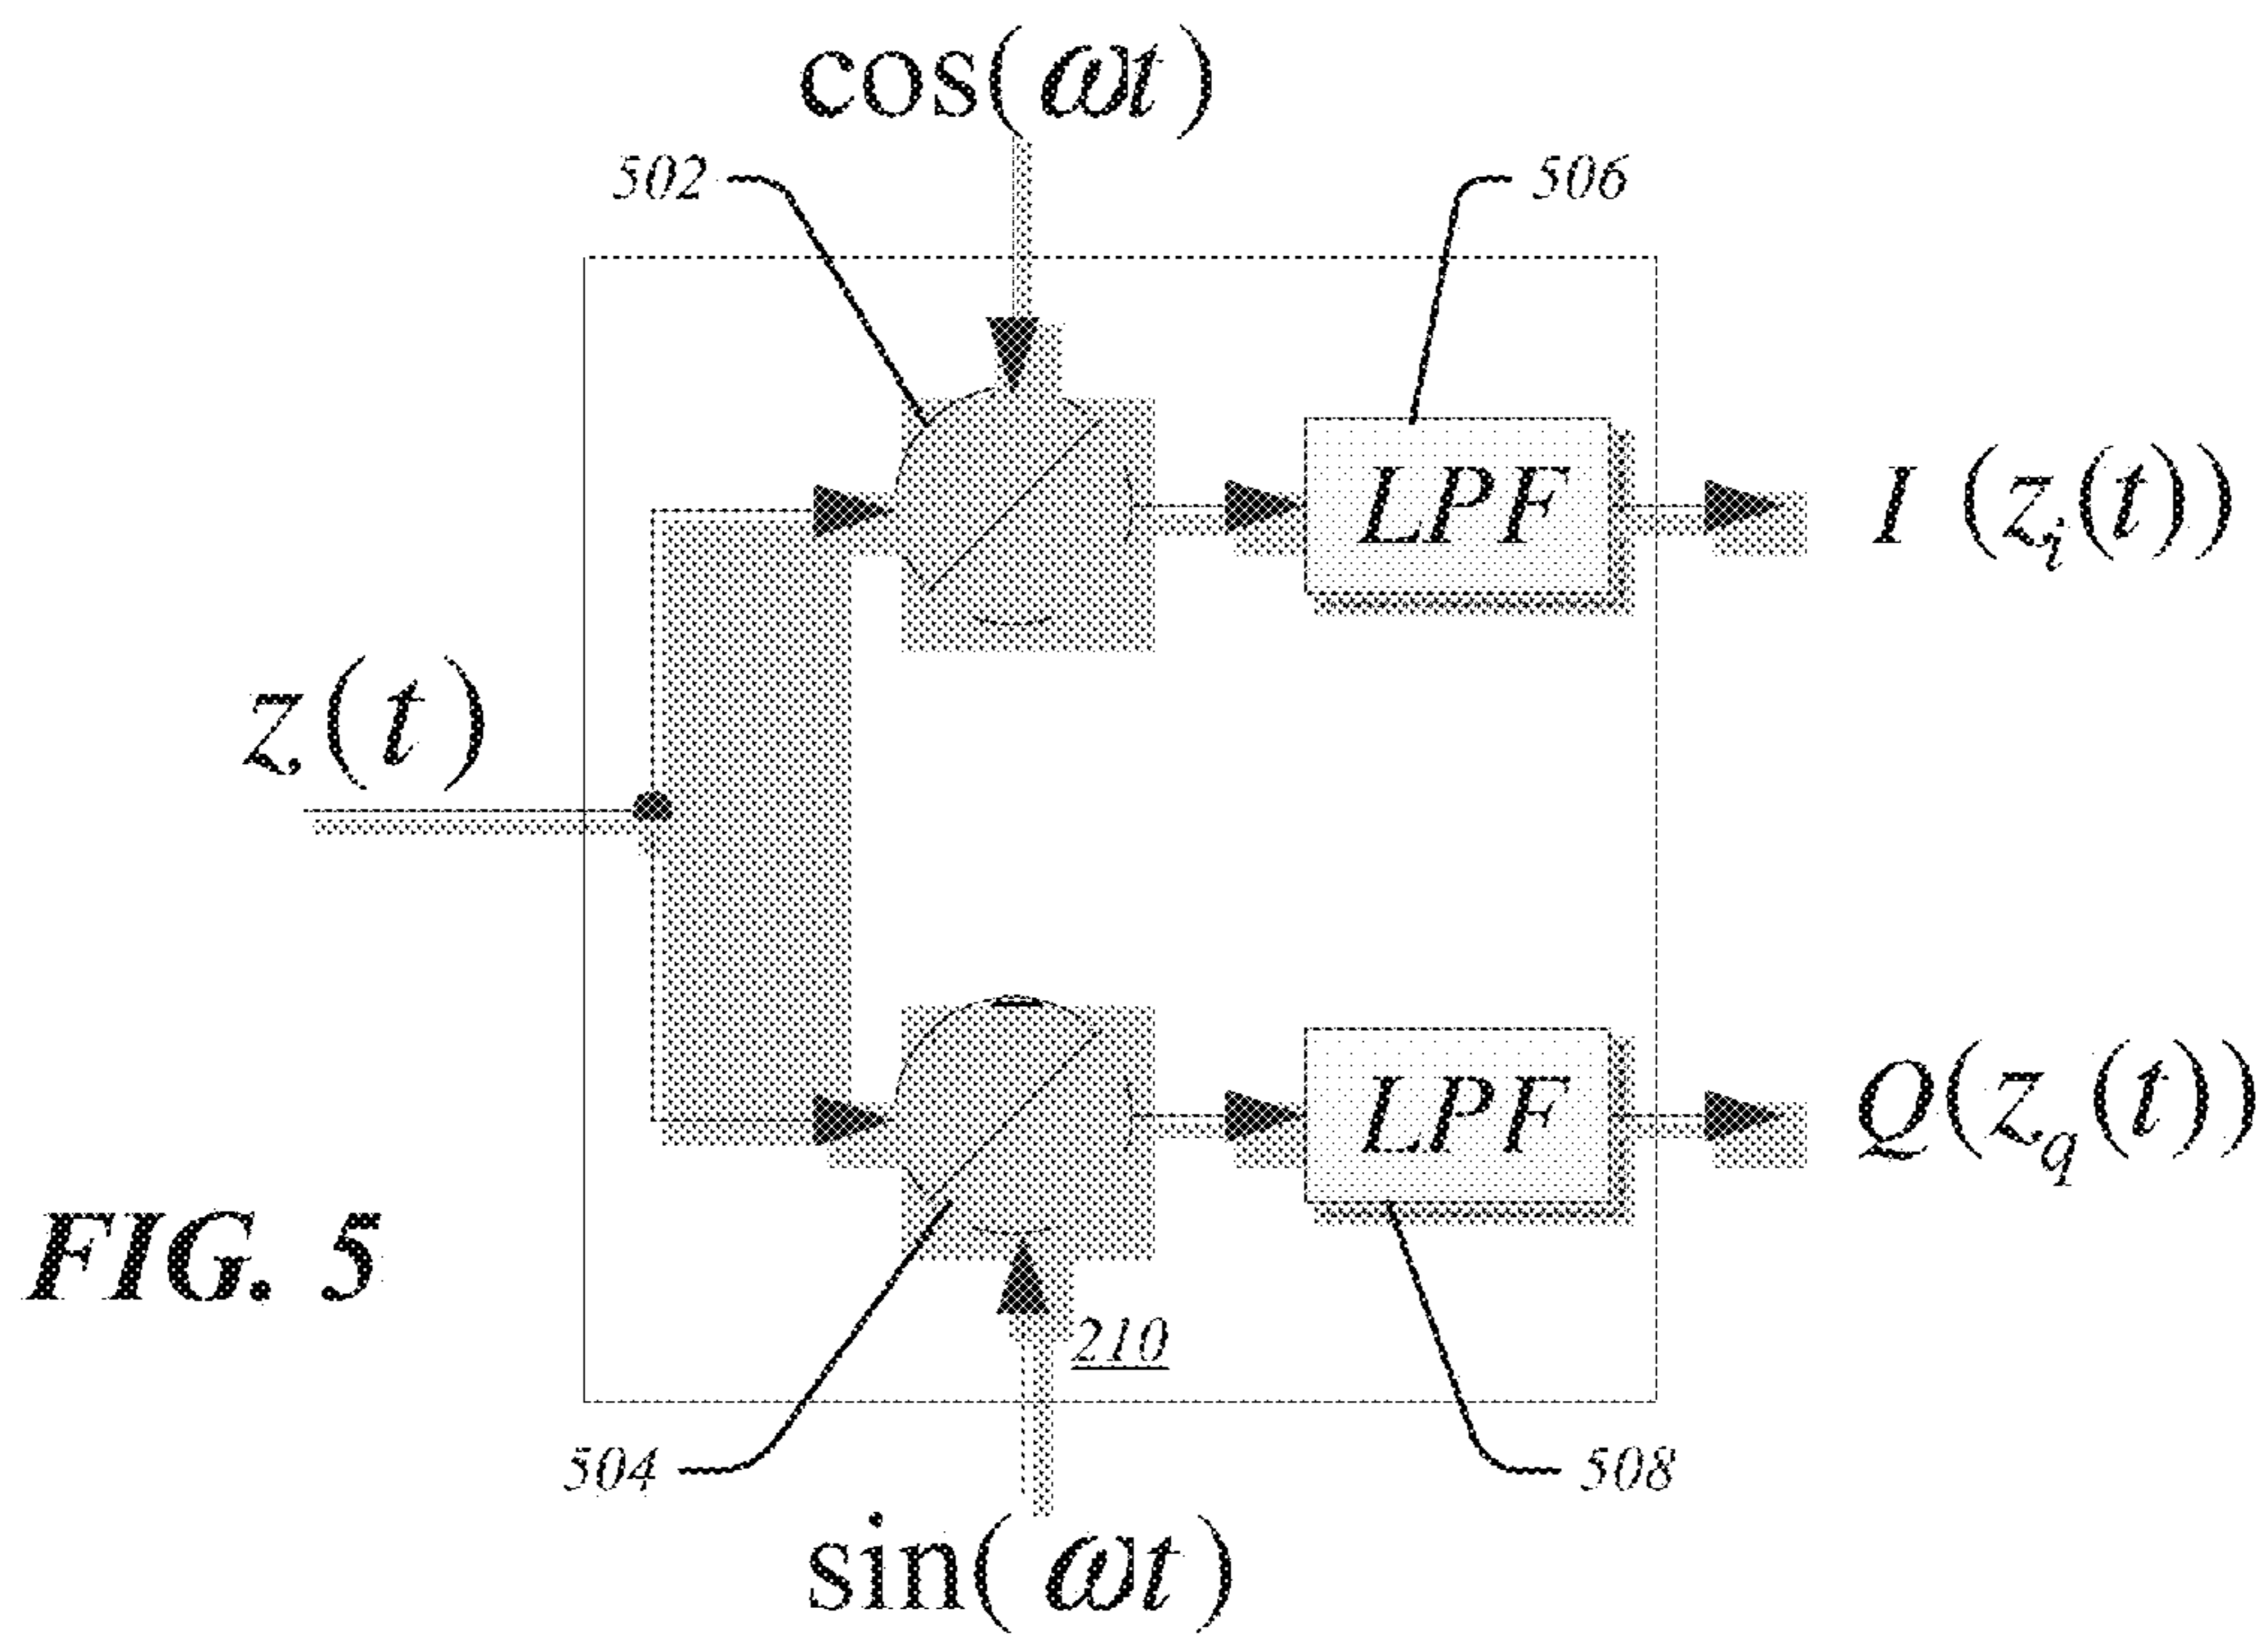 cos(ωt)
502
506
LPF
I (z_i(t))
z(t)
LPF
Q(z_q(t))
FIG. 5
210
504
508
sin(ωt)